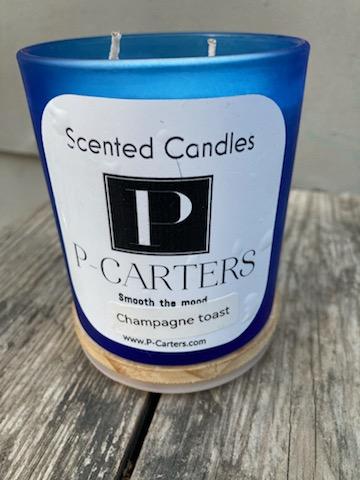 Scented Candles
P
P-CARTERS
Smooth the mood
Champagne toast
www.P-Carters.com